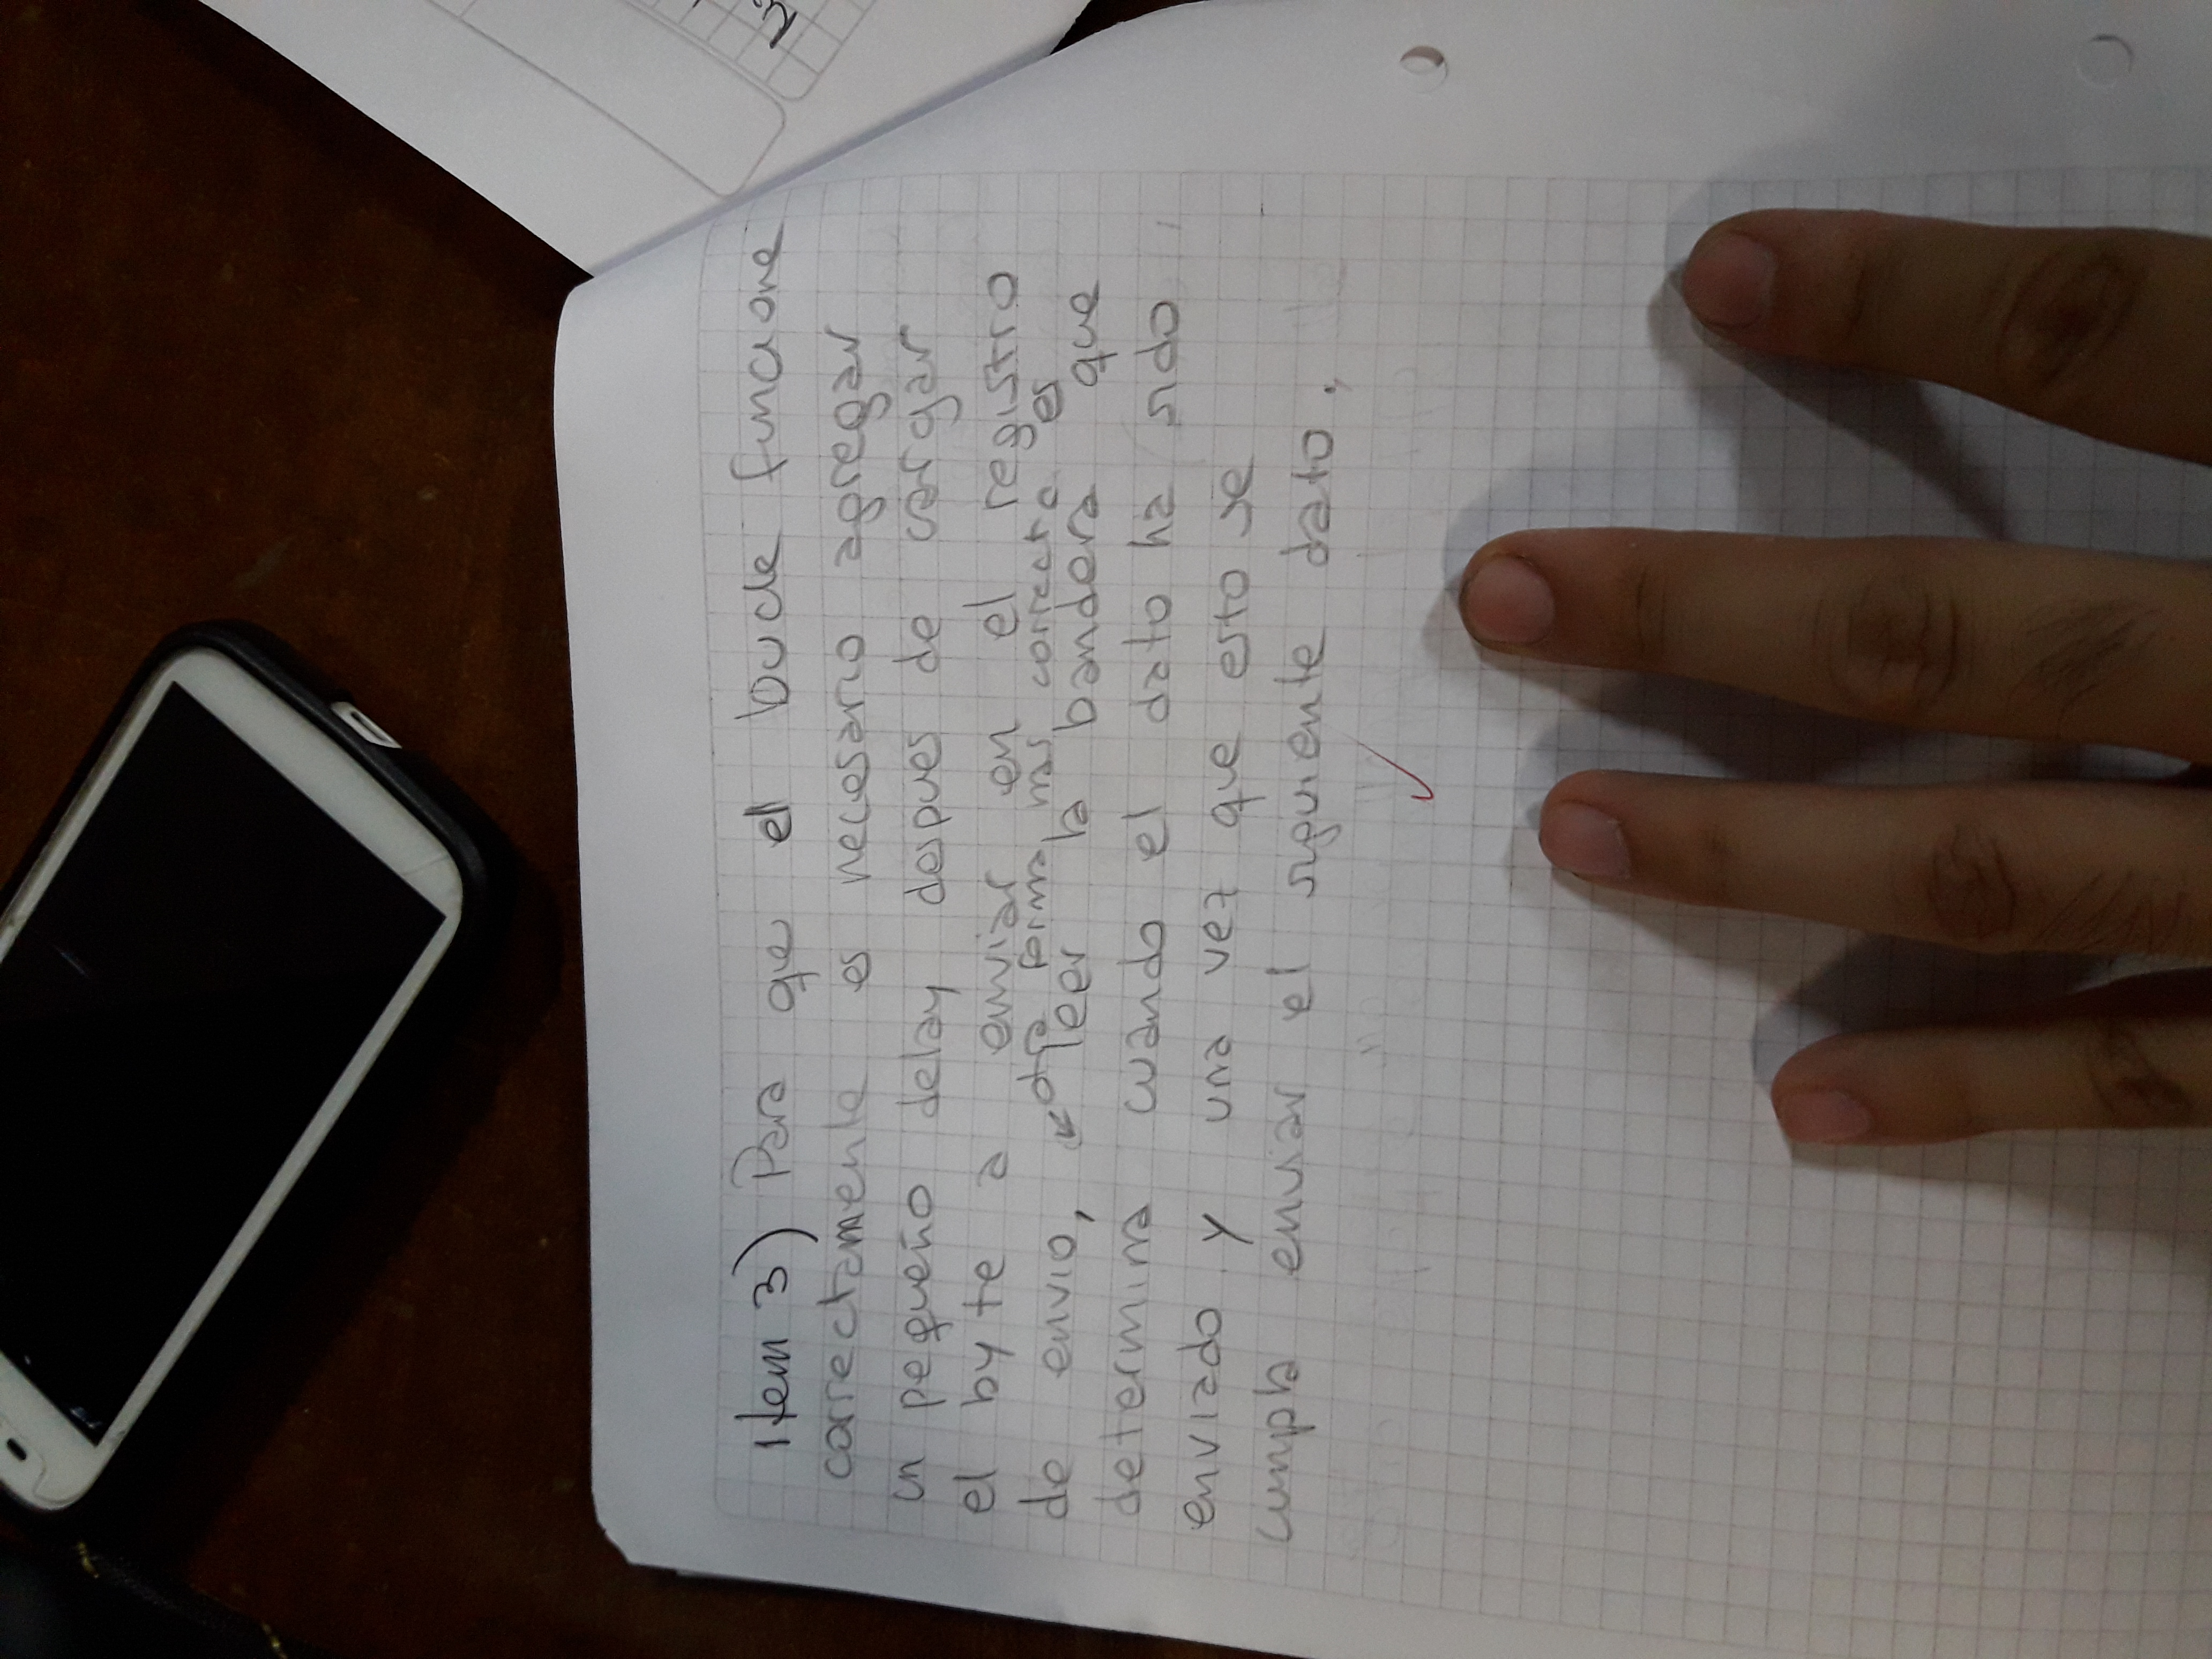 Item 3) Para que el bucle funcione
correctamente es necesario agregar
un pequeño delay despues de cargar
el byte a enviar en el registro
de envio, otra forma mas correcta es
leer la bandera que
determina cuando el dato ha sido
enviado y una vez que esto se
cumpla enviar el siguiente dato.